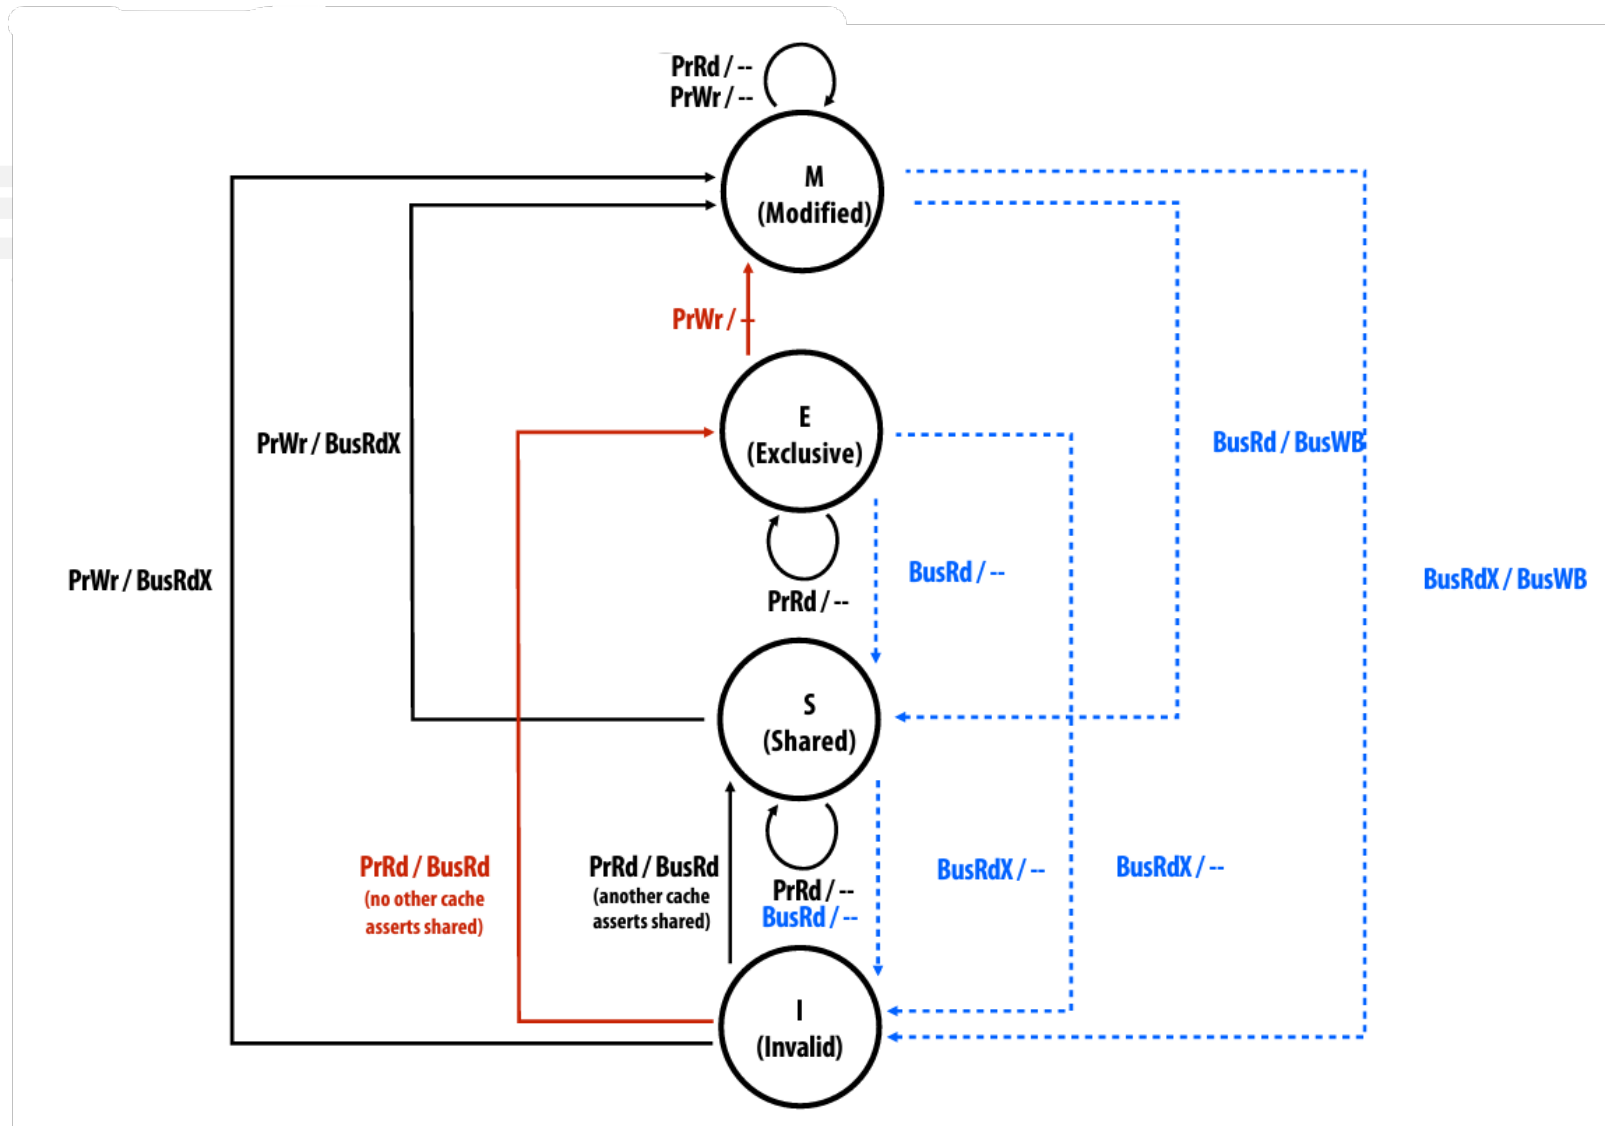 PrRd / --
PrWr / --
M
(Modified)
PrWr / --
E
(Exclusive)
PrWr / BusRdX
BusRd / BusWB
PrWr / BusRdX
BusRd / --
BusRdX / BusWB
PrRd / --
S
(Shared)
PrRd / BusRd
(no other cache
asserts shared)
PrRd / BusRd
(another cache
asserts shared)
PrRd / --
BusRd / --
BusRdX / --
BusRdX / --
I
(Invalid)